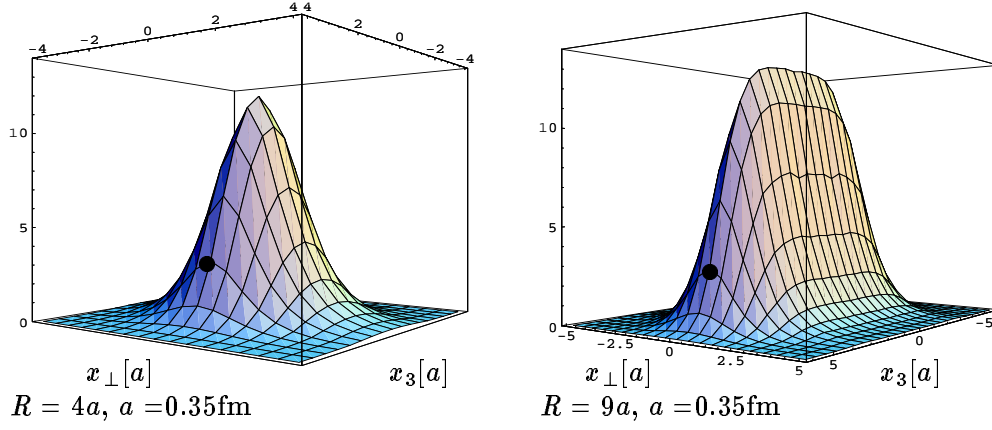 -4 -2 0 2 4 4 2 0 -2 -4
10
5
0
x⊥[a] x3[a]
R = 4a, a =0.35fm
10
5
0
-5 -2.5 0 2.5 5 5 0 -5
x⊥[a] x3[a]
R = 9a, a =0.35fm